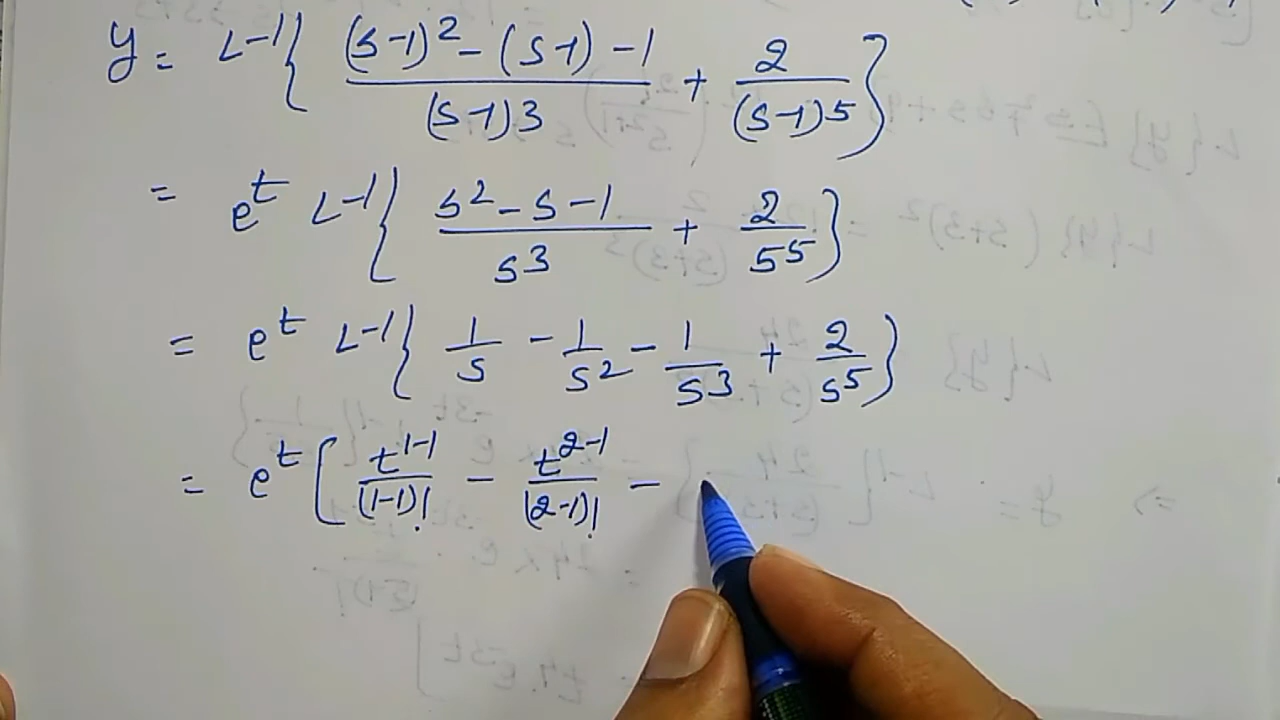 y = L⁻¹{ (s-1)² - (s-1) - 1 / (s-1)3 + 2 / (s-1)5 }
= eᵗ L⁻¹{ s² - s - 1 / s³ + 2 / s⁵ }
= eᵗ L⁻¹{ 1/s - 1/s² - 1/s³ + 2/s⁵ }
= eᵗ [ t¹⁻¹ / (1-1)! - t²⁻¹ / (2-1)! -